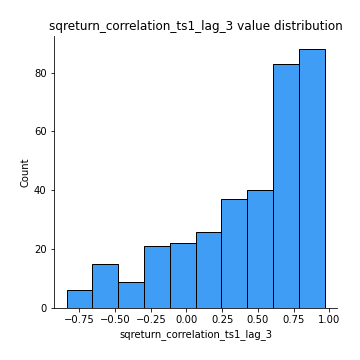 sqreturn_correlation_ts1_lag_3 value distribution
Count
80
60
40
20
0
−0.75 −0.50 −0.25 0.00 0.25 0.50 0.75 1.00
sqreturn_correlation_ts1_lag_3